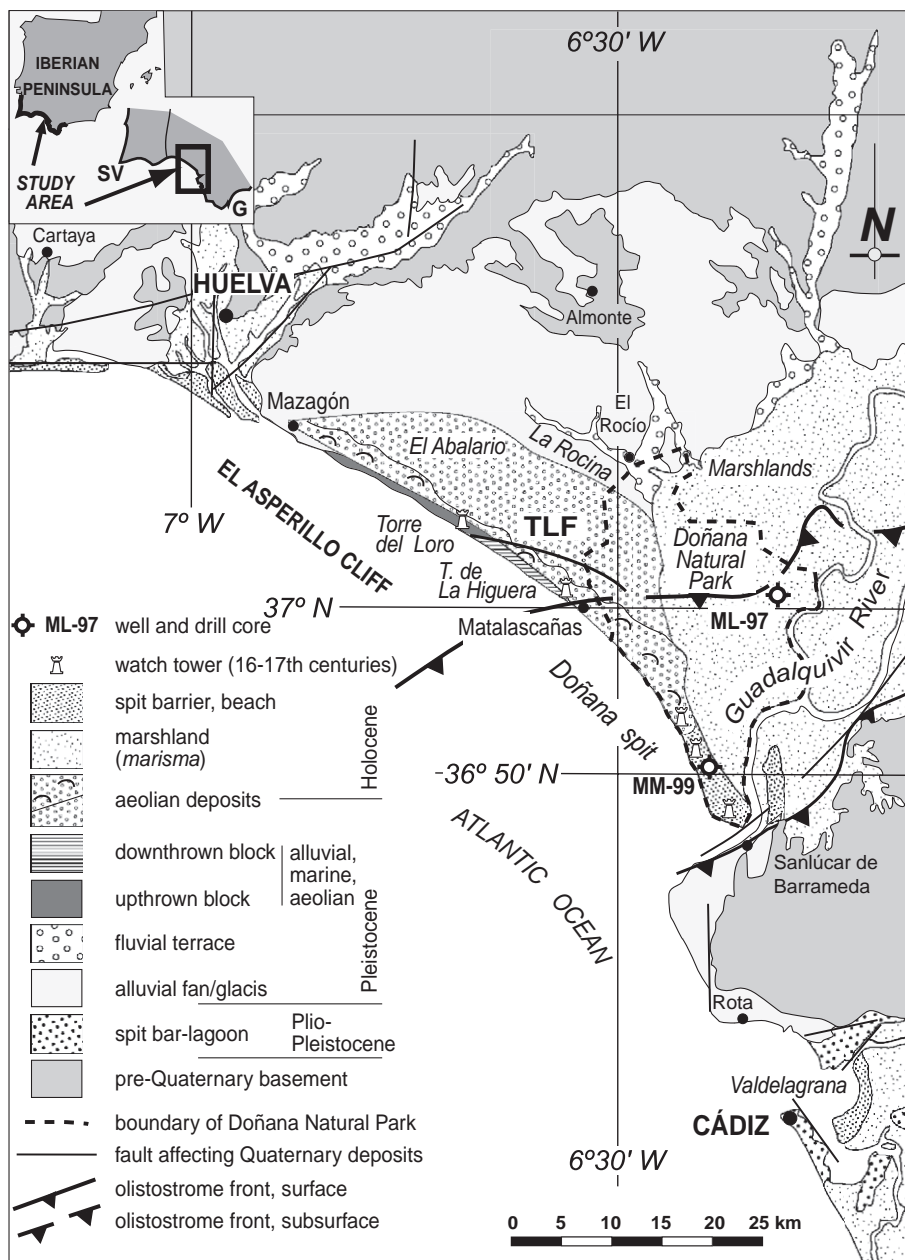 6º30' W
IBERIAN
PENINSULA
STUDY
AREA
SV
G
N
Cartaya
HUELVA
Almonte
Mazagón
El
Rocío
El Abalario
La Rocina
Marshlands
7º W
EL ASPERILLO CLIFF
Torre
del Loro
TLF
Doñana
Natural
Park
T. de
La Higuera
37º N
Matalascañas
ML-97
Guadalquivir River
Doñana spit
36º 50' N
MM-99
ATLANTIC OCEAN
Sanlúcar de
Barrameda
Rota
Valdelagrana
CÁDIZ
6º30' W
ML-97 well and drill core
watch tower (16-17th centuries)
spit barrier, beach
marshland
(marisma)
aeolian deposits
Holocene
downthrown block
upthrown block
alluvial,
marine,
aeolian
fluvial terrace
alluvial fan/glacis
Pleistocene
spit bar-lagoon
Plio-
Pleistocene
pre-Quaternary basement
boundary of Doñana Natural Park
fault affecting Quaternary deposits
olistostrome front, surface
olistostrome front, subsurface
0 5 10 15 20 25 km